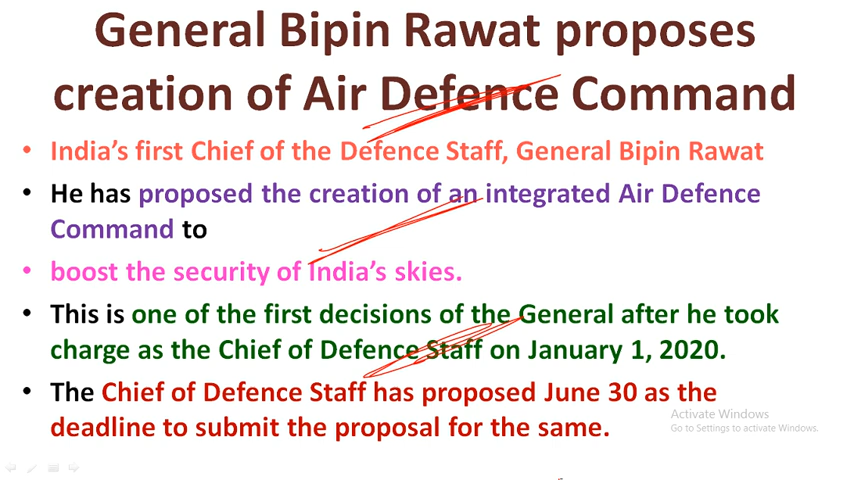 General Bipin Rawat proposes
creation of Air Defence Command
• India's first Chief of the Defence Staff, General Bipin Rawat
• He has proposed the creation of an integrated Air Defence
Command to
• boost the security of India's skies.
• This is one of the first decisions of the General after he took
charge as the Chief of Defence Staff on January 1, 2020.
• The Chief of Defence Staff has proposed June 30 as the
deadline to submit the proposal for the same.
Activate Windows
Go to Settings to activate Windows.